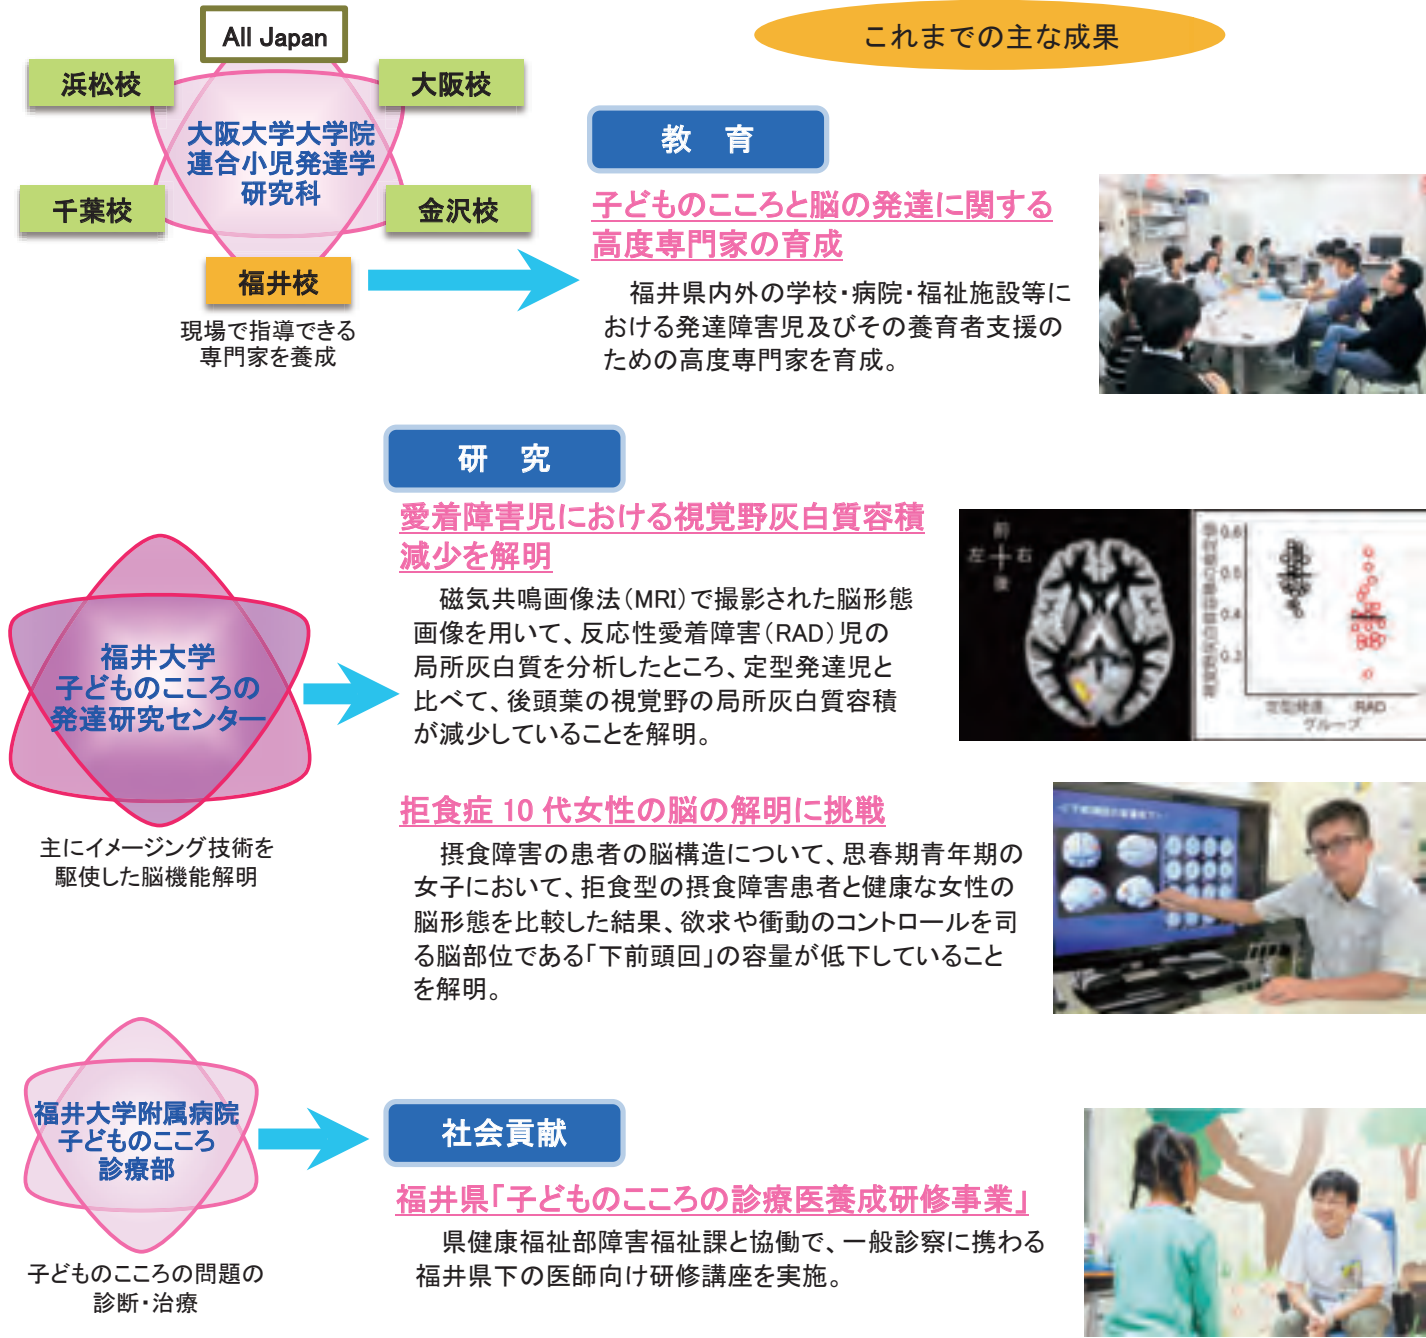 All Japan
浜松校
大阪校
大阪大学大学院
連合小児発達学
研究科
千葉校
金沢校
福井校
現場で指導できる
専門家を養成
これまでの主な成果
教 育
子どものこころと脳の発達に関する
高度専門家の育成
福井県内外の学校・病院・福祉施設等に
おける発達障害児及びその養育者支援の
ための高度専門家を育成。
研 究
愛着障害児における視覚野灰白質容積
減少を解明
磁気共鳴画像法（MRI）で撮影された脳形態
画像を用いて、反応性愛着障害（RAD）児の
局所灰白質を分析したところ、定型発達児と
比べて、後頭葉の視覚野の局所灰白質容積
が減少していることを解明。
前
左 右
後
0.6
0.5
0.4
0.3
定型発達 RAD
グループ
福井大学
子どものこころの
発達研究センター
主にイメージング技術を
駆使した脳機能解明
拒食症 10 代女性の脳の解明に挑戦
摂食障害の患者の脳構造について、思春期青年期の
女子において、拒食型の摂食障害患者と健康な女性の
脳形態を比較した結果、欲求や衝動のコントロールを司
る脳部位である「下前頭回」の容量が低下していること
を解明。
福井大学附属病院
子どものこころ
診療部
子どものこころの問題の
診断・治療
社会貢献
福井県「子どものこころの診療医養成研修事業」
県健康福祉部障害福祉課と協働で、一般診察に携わる
福井県下の医師向け研修講座を実施。